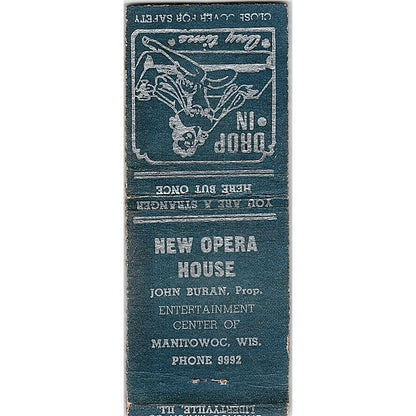 CLOSE COVER FOR SAFETY
• Any time •
DROP
IN •
HERE BUT ONCE
YOU ARE A STRANGER
NEW OPERA
HOUSE
JOHN BURAN, Prop.
ENTERTAINMENT
CENTER OF
MANITOWOC, WIS.
PHONE 9992
LIBERTYVILLE, ILL.